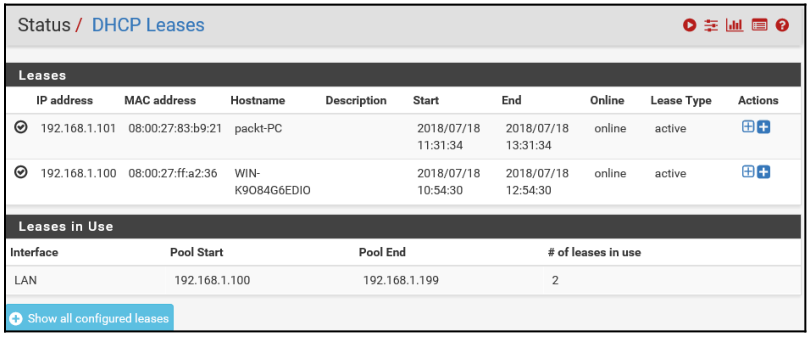 Status / DHCP Leases
Leases
IP address MAC address Hostname Description Start End Online Lease Type Actions
192.168.1.101 08:00:27:83:b9:21 packt-PC 2018/07/18 2018/07/18 online active
11:31:34 13:31:34
192.168.1.100 08:00:27:ff:a2:36 WIN- 2018/07/18 2018/07/18 online active
K9O84G6EDIO 10:54:30 12:54:30
Leases in Use
Interface Pool Start Pool End # of leases in use
LAN 192.168.1.100 192.168.1.199 2
Show all configured leases